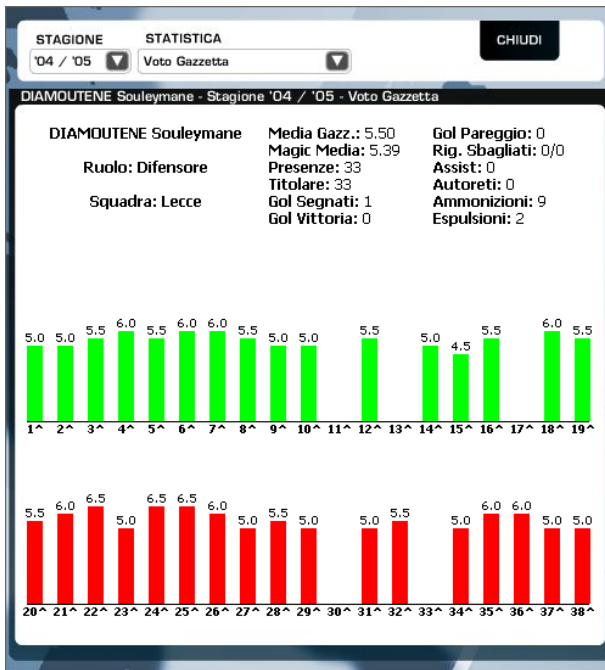 STAGIONE STATISTICA CHIUDI
'04 / '05 Voto Gazzetta
DIAMOUTENE Souleymane - Stagione '04 / '05 - Voto Gazzetta
DIAMOUTENE Souleymane Media Gazz.: 5.50 Gol Pareggio: 0
Magic Media: 5.39 Rig. Sbagliati: 0/0
Ruolo: Difensore Presenze: 33 Assist: 0
Titolare: 33 Autoreti: 0
Squadra: Lecce Gol Segnati: 1 Ammonizioni: 9
Gol Vittoria: 0 Espulsioni: 2
5.0 5.0 5.5 6.0 5.5 6.0 6.0 5.5 5.0 5.0 5.5 5.0 4.5 5.5 6.0 5.5
1^ 2^ 3^ 4^ 5^ 6^ 7^ 8^ 9^ 10^ 11^ 12^ 13^ 14^ 15^ 16^ 17^ 18^ 19^
5.5 6.0 6.5 5.0 6.5 6.5 6.0 5.0 5.5 5.0 5.0 5.5 5.0 6.0 6.0 5.0 5.0
20^ 21^ 22^ 23^ 24^ 25^ 26^ 27^ 28^ 29^ 30^ 31^ 32^ 33^ 34^ 35^ 36^ 37^ 38^